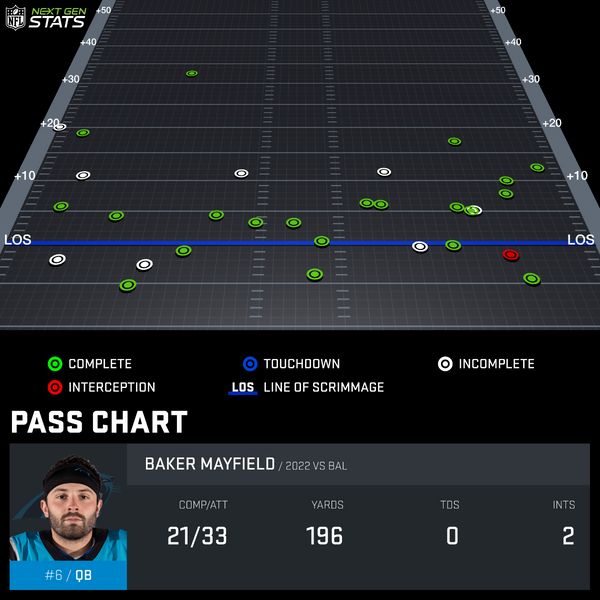 NFL NEXT GEN STATS
+50 +50
+40 +40
+30 +30
+20 +20
+10 +10
LOS LOS
COMPLETE TOUCHDOWN INCOMPLETE
INTERCEPTION LOS LINE OF SCRIMMAGE
PASS CHART
BAKER MAYFIELD / 2022 VS BAL
COMP/ATT YARDS TDS INTS
21/33 196 0 2
#6 / QB